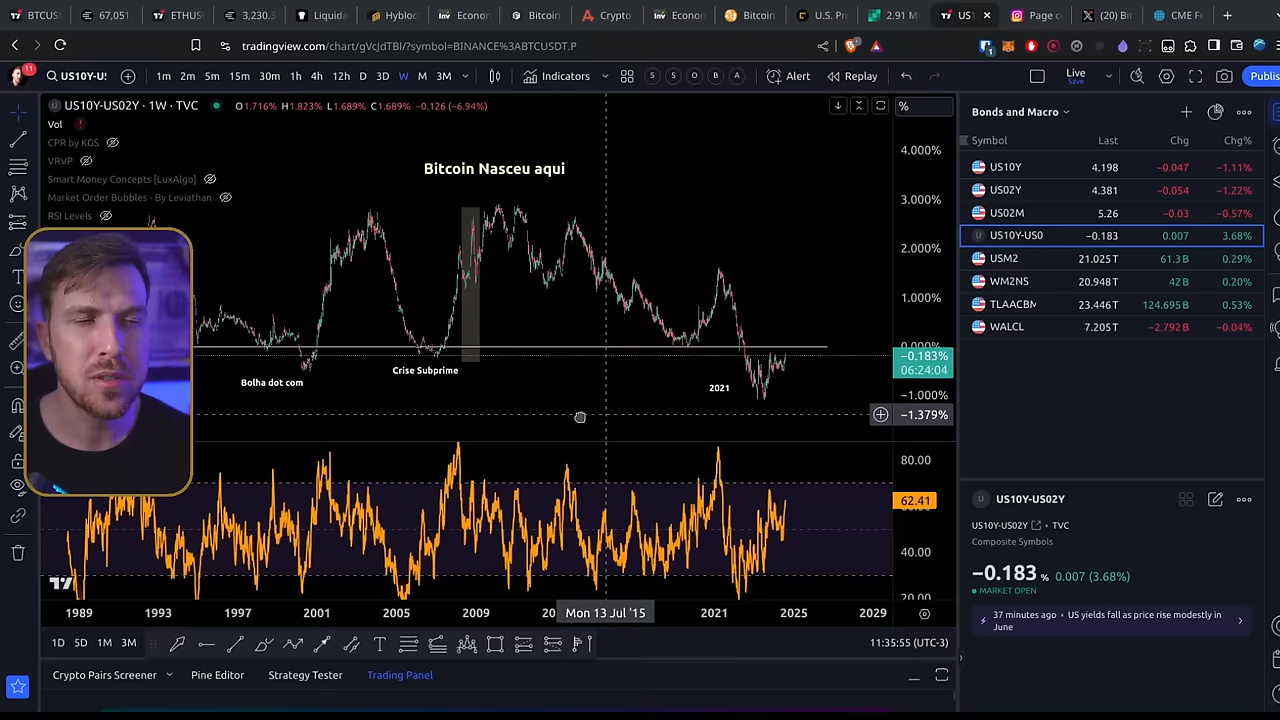 BTCUS
67,051
ETHUS
3,230.3
Liquida
Hybloc
Econon
Bitcoin
Crypto
Econon
Bitcoin
U.S. Pr
2.91 M
US1
Page c
(20) Bi
CME Fe
tradingview.com/chart/gVcJdTBl/?symbol=BINANCE%3ABTCUSDT.P
11
US10Y-U
1m 2m 5m 15m 30m 1h 4h 12h D 3D W M 3M
Indicators
S S O B A
Alert
Replay
Live
Save
Publis
US10Y-US02Y · 1W · TVC
O1.716% H1.823% L1.689% C1.689% −0.126 (−6.94%)
%
Vol
CPR by KGS
VRVP
Smart Money Concepts [LuxAlgo]
Market Order Bubbles - By Leviathan
RSI Levels
Bitcoin Nasceu aqui
Bolha dot com
Crise Subprime
2021
4.000%
3.000%
2.000%
1.000%
0.000%
−0.183%
06:24:04
−1.000%
−1.379%
80.00
62.41
40.00
20.00
1989 1993 1997 2001 2005 2009 Mon 13 Jul '15 2021 2025 2029
1D 5D 1M 3M
11:35:55 (UTC-3)
Crypto Pairs Screener
Pine Editor
Strategy Tester
Trading Panel
Bonds and Macro
Symbol Last Chg Chg%
US10Y 4.198 −0.047 −1.11%
US02Y 4.381 −0.054 −1.22%
US02M 5.26 −0.03 −0.57%
US10Y-US0 −0.183 0.007 3.68%
USM2 21.025 T 61.3 B 0.29%
WM2NS 20.948 T 42 B 0.20%
TLAACBM 23.446 T 124.695 B 0.53%
WALCL 7.205 T −2.792 B −0.04%
US10Y-US02Y
US10Y-US02Y · TVC
Composite Symbols
−0.183 % 0.007 (3.68%)
MARKET OPEN
37 minutes ago · US yields fall as price rise modestly in
June